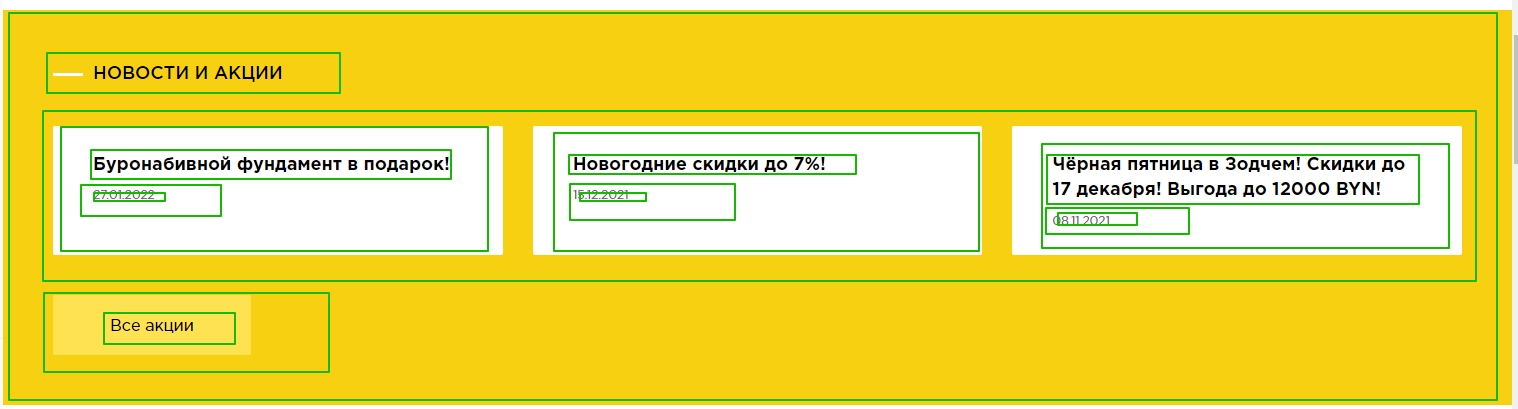 НОВОСТИ И АКЦИИ
Буронабивной фундамент в подарок!
27.01.2022
Новогодние скидки до 7%!
15.12.2021
Чёрная пятница в Зодчем! Скидки до
17 декабря! Выгода до 12000 BYN!
08.11.2021
Все акции